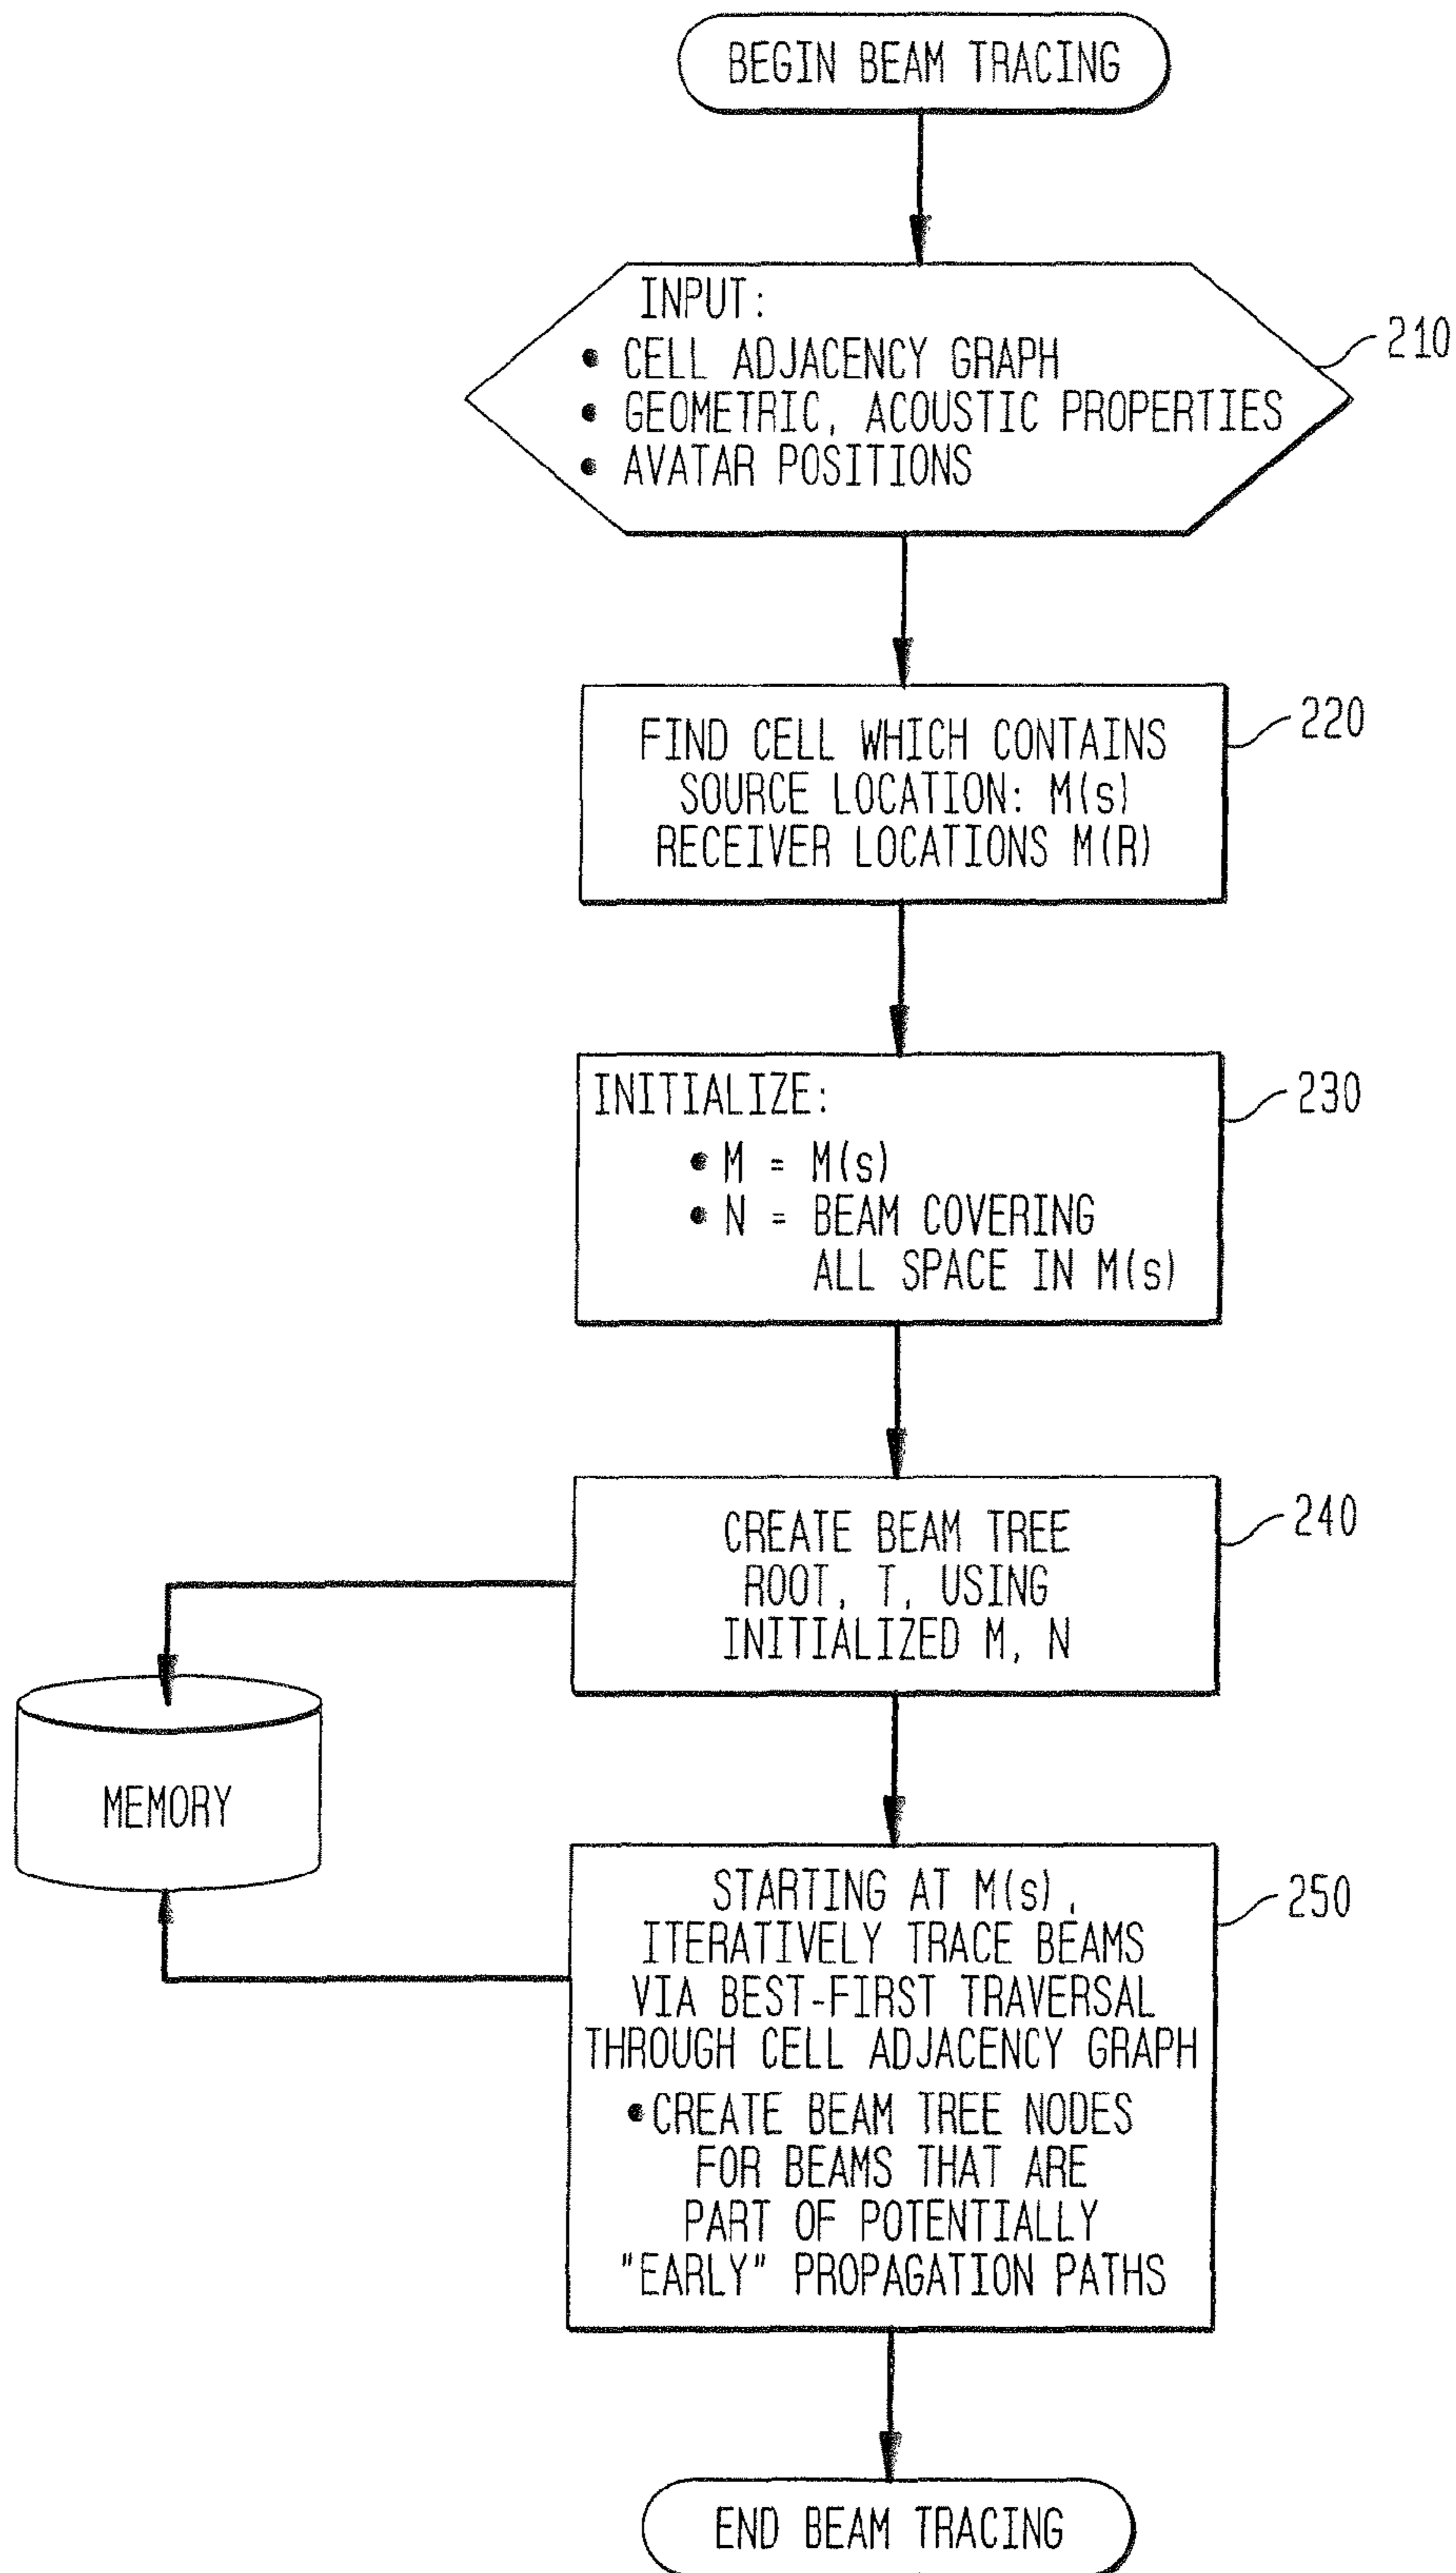 BEGIN BEAM TRACING
INPUT:
• CELL ADJACENCY GRAPH
• GEOMETRIC, ACOUSTIC PROPERTIES
• AVATAR POSITIONS
210
FIND CELL WHICH CONTAINS
SOURCE LOCATION: M(s)
RECEIVER LOCATIONS M(R)
220
INITIALIZE:
• M = M(s)
• N = BEAM COVERING
ALL SPACE IN M(s)
230
CREATE BEAM TREE
ROOT, T, USING
INITIALIZED M, N
240
MEMORY
STARTING AT M(s),
ITERATIVELY TRACE BEAMS
VIA BEST-FIRST TRAVERSAL
THROUGH CELL ADJACENCY GRAPH
• CREATE BEAM TREE NODES
FOR BEAMS THAT ARE
PART OF POTENTIALLY
"EARLY" PROPAGATION PATHS
250
END BEAM TRACING